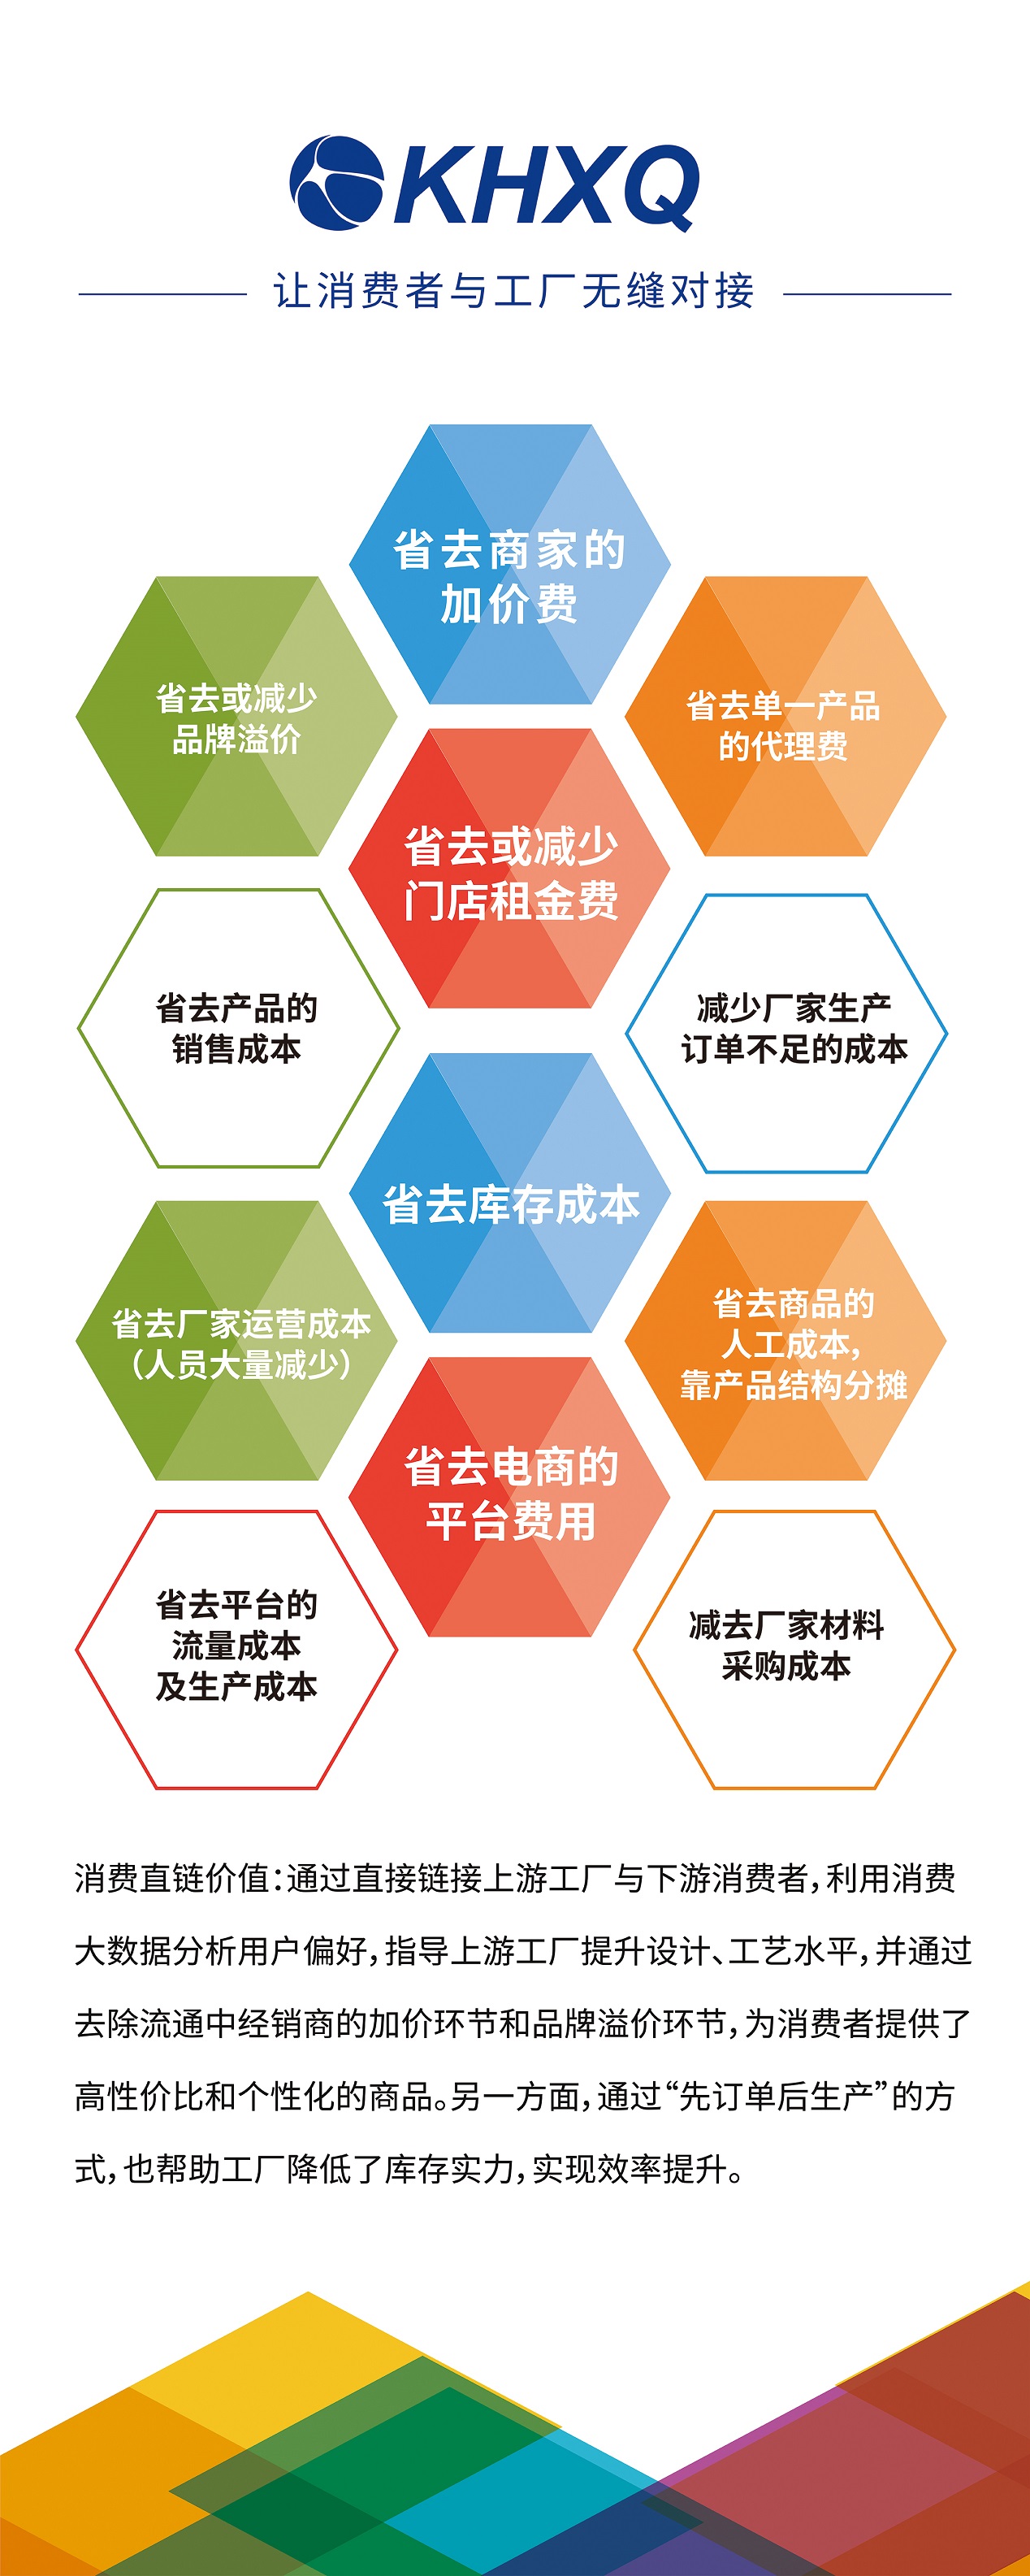 KHXQ
让消费者与工厂无缝对接
省去商家的
加价费
省去或减少
品牌溢价
省去单一产品
的代理费
省去或减少
门店租金费
省去产品的
销售成本
减少厂家生产
订单不足的成本
省去库存成本
省去厂家运营成本
（人员大量减少）
省去商品的
人工成本，
靠产品结构分摊
省去电商的
平台费用
省去平台的
流量成本
及生产成本
减去厂家材料
采购成本
消费直链价值：通过直接链接上游工厂与下游消费者，利用消费
大数据分析用户偏好，指导上游工厂提升设计、工艺水平，并通过
去除流通中经销商的加价环节和品牌溢价环节，为消费者提供了
高性价比和个性化的商品。另一方面，通过“先订单后生产”的方
式，也帮助工厂降低了库存实力，实现效率提升。